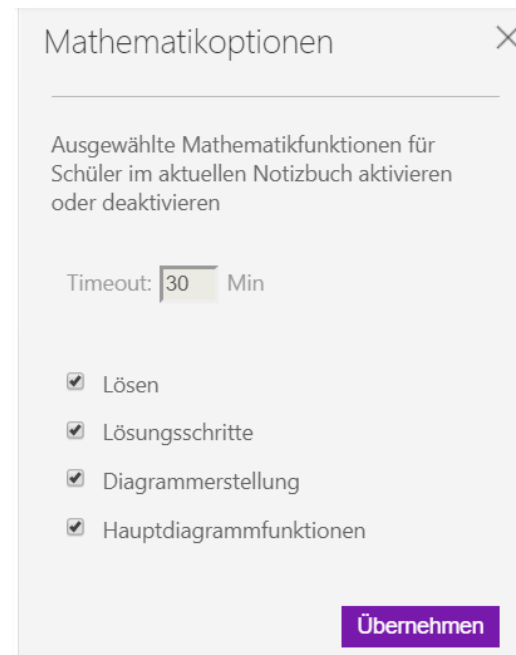 Mathematikoptionen
Ausgewählte Mathematikfunktionen für
Schüler im aktuellen Notizbuch aktivieren
oder deaktivieren
Timeout: 30 Min
Lösen
Lösungsschritte
Diagrammerstellung
Hauptdiagrammfunktionen
Übernehmen